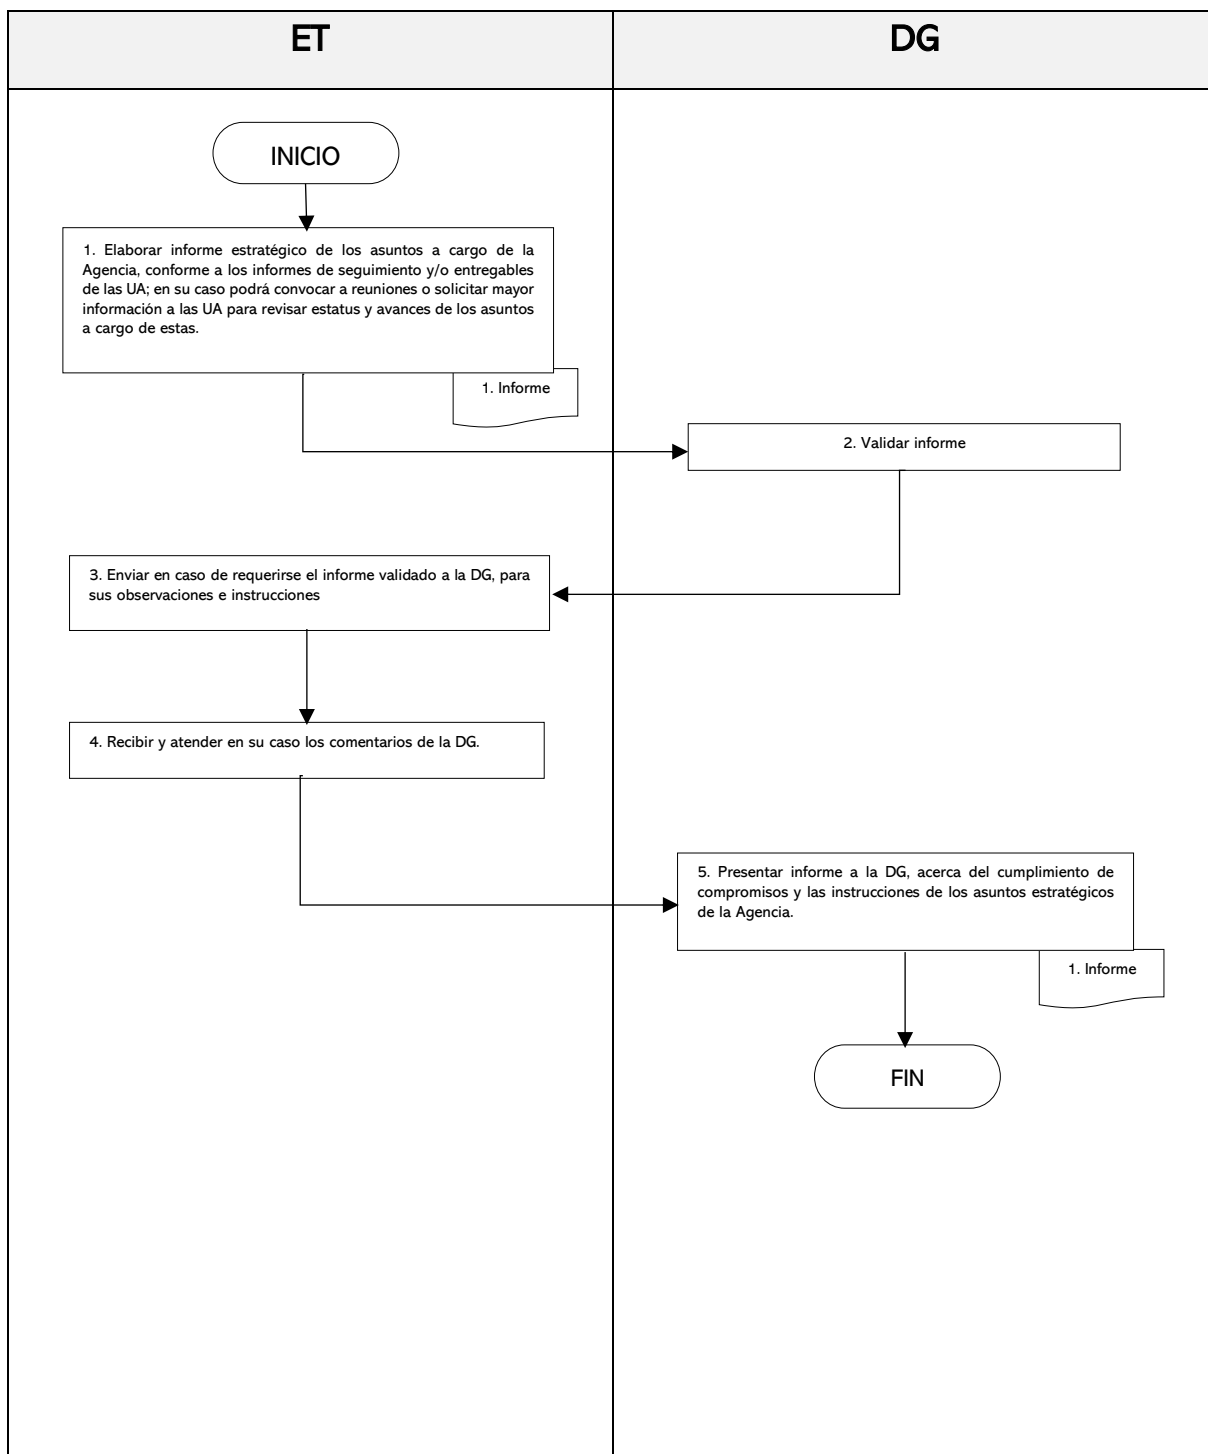 ET
DG
INICIO
1. Elaborar informe estratégico de los asuntos a cargo de la
Agencia, conforme a los informes de seguimiento y/o entregables
de las UA; en su caso podrá convocar a reuniones o solicitar mayor
información a las UA para revisar estatus y avances de los asuntos
a cargo de estas.
1. Informe
2. Validar informe
3. Enviar en caso de requerirse el informe validado a la DG, para
sus observaciones e instrucciones
4. Recibir y atender en su caso los comentarios de la DG.
5. Presentar informe a la DG, acerca del cumplimiento de
compromisos y las instrucciones de los asuntos estratégicos
de la Agencia.
1. Informe
FIN